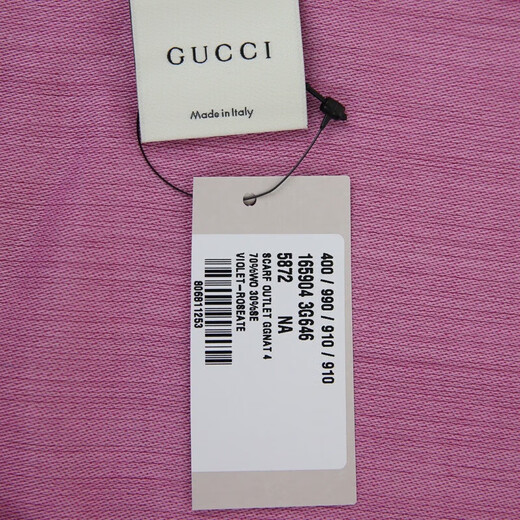 GUCCI
Made in Italy
400 / 990 / 910 / 910
165904 3G646
5872 NA
SCARF OUTLET GGNAT 4
70%WO 30%SE
VIOLET-ROSEATE
806811253